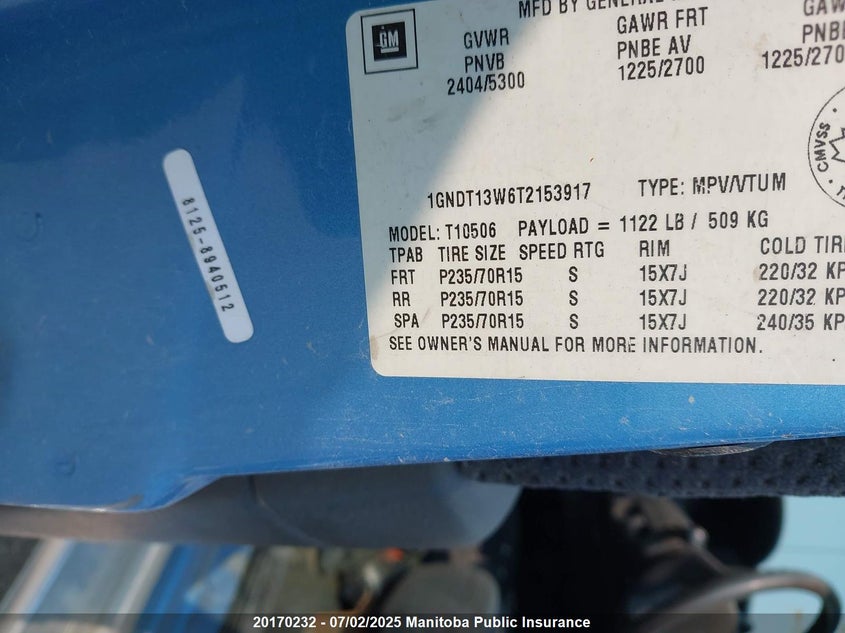 MFD BY GENERAL
GM
GVWR
PNVB
2404/5300
GAWR FRT
PNBE AV
1225/2700
1225/270
CMVSS
1GNDT13W6T2153917 TYPE: MPV/VTUM
MODEL: T10506 PAYLOAD = 1122 LB / 509 KG
TPAB TIRE SIZE SPEED RTG RIM COLD TIR
FRT P235/70R15 S 15X7J 220/32 KP
RR P235/70R15 S 15X7J 220/32 KP
SPA P235/70R15 S 15X7J 240/35 KP
SEE OWNER'S MANUAL FOR MORE INFORMATION.
8125-8940512
20170232 - 07/02/2025 Manitoba Public Insurance